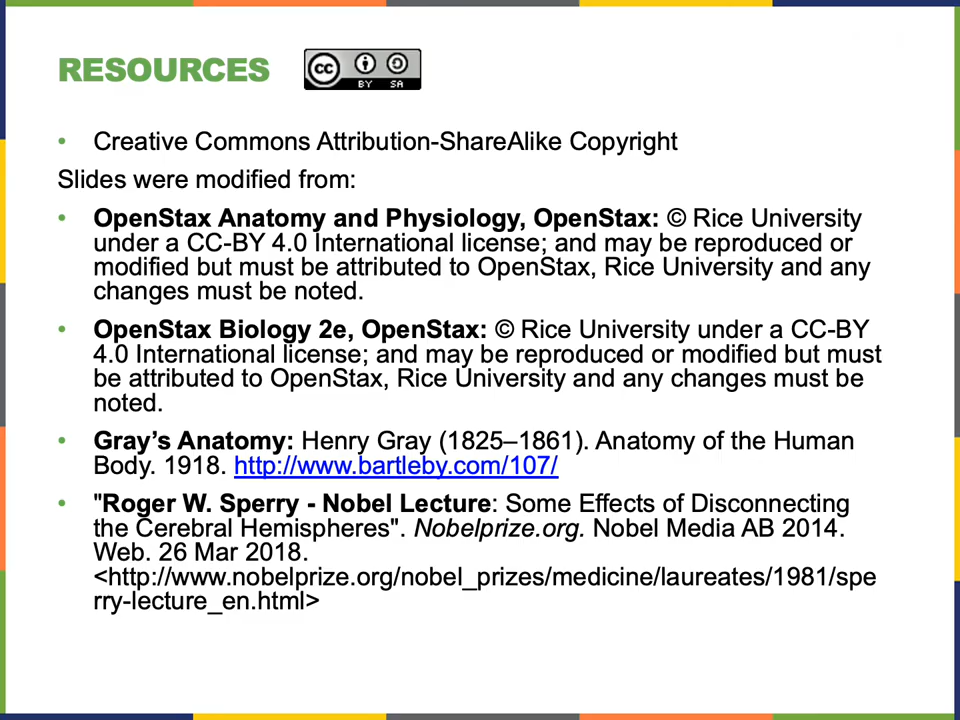 RESOURCES
cc
BY SA
• Creative Commons Attribution-ShareAlike Copyright
Slides were modified from:
• OpenStax Anatomy and Physiology, OpenStax: © Rice University
under a CC-BY 4.0 International license; and may be reproduced or
modified but must be attributed to OpenStax, Rice University and any
changes must be noted.
• OpenStax Biology 2e, OpenStax: © Rice University under a CC-BY
4.0 International license; and may be reproduced or modified but must
be attributed to OpenStax, Rice University and any changes must be
noted.
• Gray’s Anatomy: Henry Gray (1825–1861). Anatomy of the Human
Body. 1918. http://www.bartleby.com/107/
• "Roger W. Sperry - Nobel Lecture: Some Effects of Disconnecting
the Cerebral Hemispheres". Nobelprize.org. Nobel Media AB 2014.
Web. 26 Mar 2018.
<http://www.nobelprize.org/nobel_prizes/medicine/laureates/1981/spe
rry-lecture_en.html>